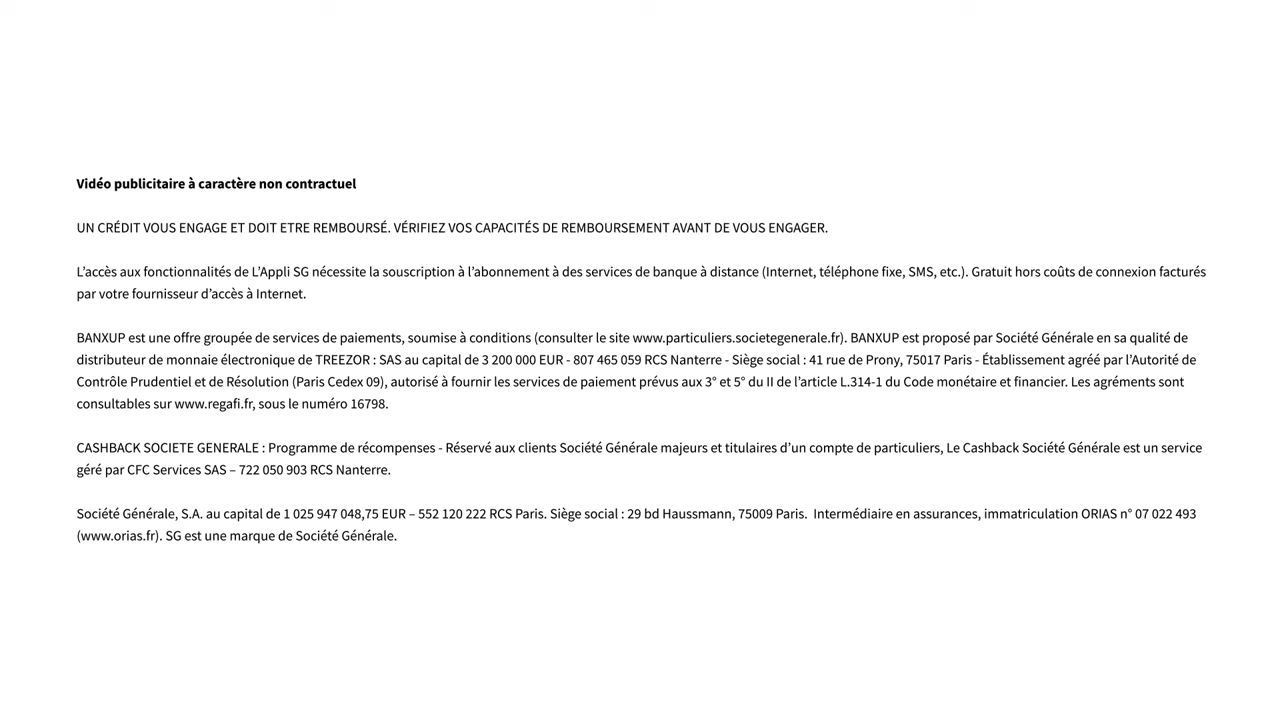 Vidéo publicitaire à caractère non contractuel
UN CRÉDIT VOUS ENGAGE ET DOIT ETRE REMBOURSÉ. VÉRIFIEZ VOS CAPACITÉS DE REMBOURSEMENT AVANT DE VOUS ENGAGER.
L’accès aux fonctionnalités de L’Appli SG nécessite la souscription à l’abonnement à des services de banque à distance (Internet, téléphone fixe, SMS, etc.). Gratuit hors coûts de connexion facturés
par votre fournisseur d’accès à Internet.
BANXUP est une offre groupée de services de paiements, soumise à conditions (consulter le site www.particuliers.societegenerale.fr). BANXUP est proposé par Société Générale en sa qualité de
distributeur de monnaie électronique de TREEZOR : SAS au capital de 3 200 000 EUR - 807 465 059 RCS Nanterre - Siège social : 41 rue de Prony, 75017 Paris - Établissement agréé par l’Autorité de
Contrôle Prudentiel et de Résolution (Paris Cedex 09), autorisé à fournir les services de paiement prévus aux 3° et 5° du II de l’article L.314-1 du Code monétaire et financier. Les agréments sont
consultables sur www.regafi.fr, sous le numéro 16798.
CASHBACK SOCIETE GENERALE : Programme de récompenses - Réservé aux clients Société Générale majeurs et titulaires d’un compte de particuliers, Le Cashback Société Générale est un service
géré par CFC Services SAS – 722 050 903 RCS Nanterre.
Société Générale, S.A. au capital de 1 025 947 048,75 EUR – 552 120 222 RCS Paris. Siège social : 29 bd Haussmann, 75009 Paris.  Intermédiaire en assurances, immatriculation ORIAS n° 07 022 493
(www.orias.fr). SG est une marque de Société Générale.